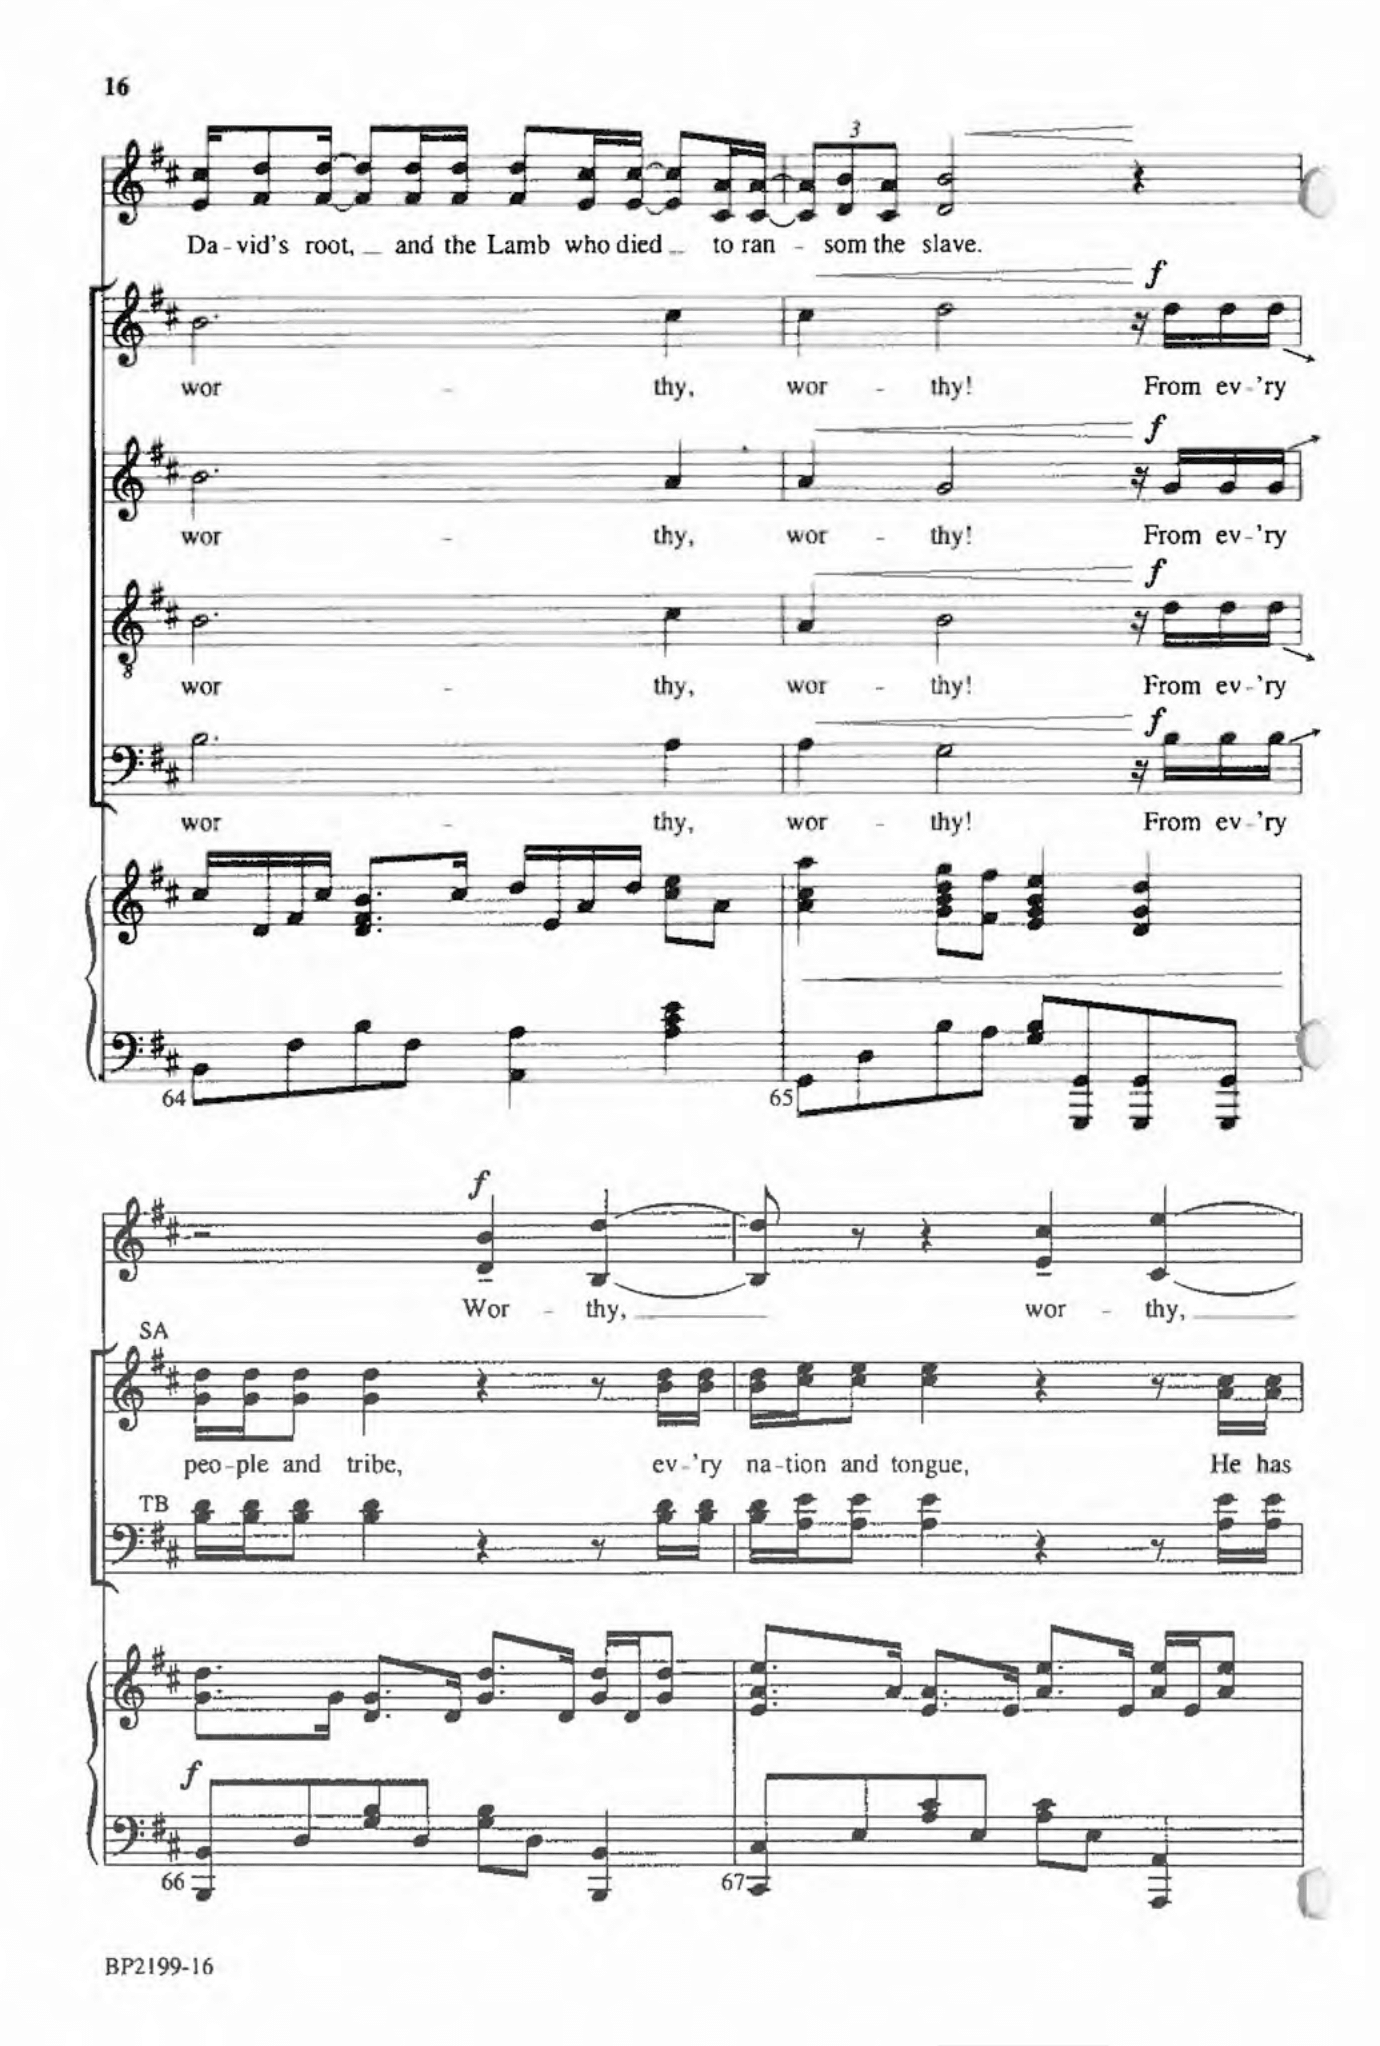 16
3
Da-vid's root, _ and the Lamb who died _ to ran - som the slave.
f
wor - thy, wor - thy! From ev-'ry
f
wor - thy, wor - thy! From ev-'ry
f
8
wor - thy, wor - thy! From ev-'ry
f
wor - thy, wor - thy! From ev-'ry
64 65
f
Wor - thy, _ wor - thy, _
SA
peo-ple and tribe, ev-'ry na-tion and tongue, He has
TB
f
66 67
BP2199-16